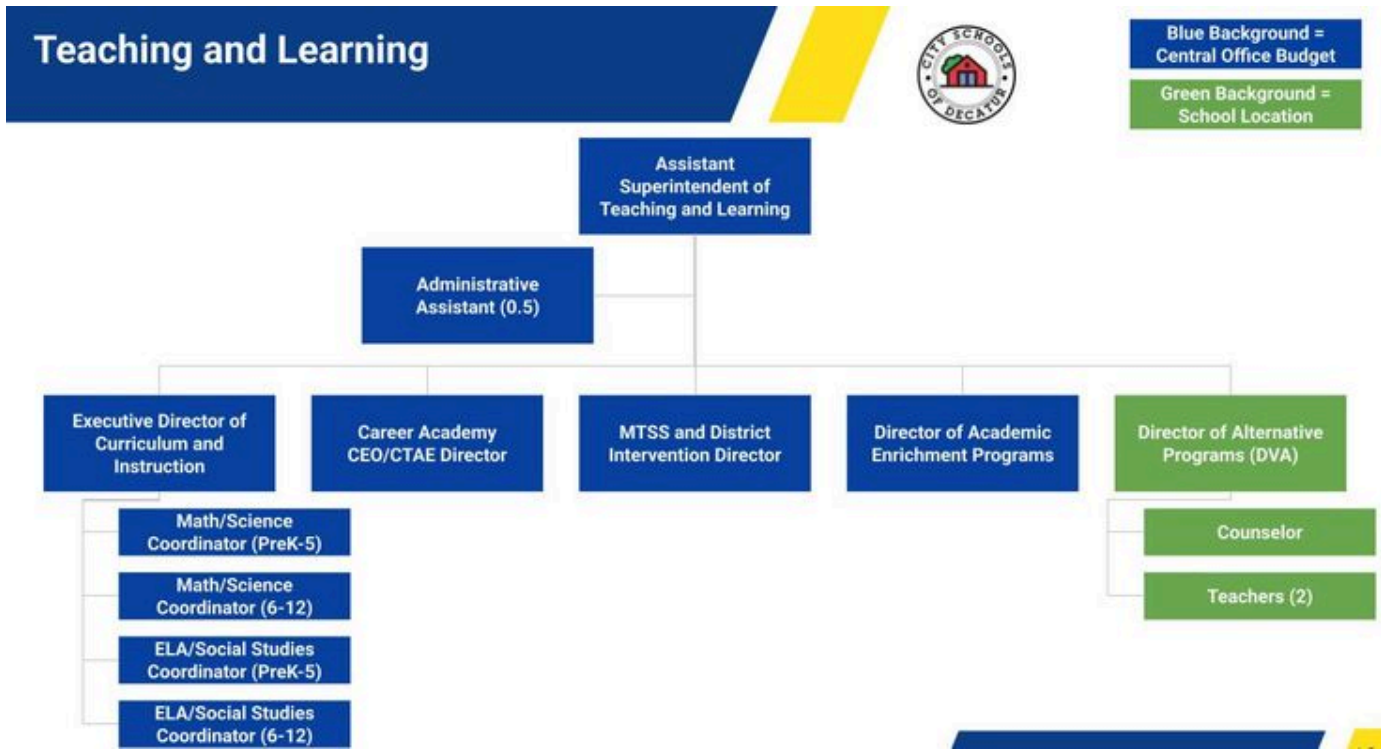 Teaching and Learning
CITY SCHOOLS
OF DECATUR
Blue Background =
Central Office Budget
Green Background =
School Location
Assistant
Superintendent of
Teaching and Learning
Administrative
Assistant (0.5)
Executive Director of
Curriculum and
Instruction
Career Academy
CEO/CTAE Director
MTSS and District
Intervention Director
Director of Academic
Enrichment Programs
Director of Alternative
Programs (DVA)
Math/Science
Coordinator (PreK-5)
Math/Science
Coordinator (6-12)
ELA/Social Studies
Coordinator (PreK-5)
ELA/Social Studies
Coordinator (6-12)
Counselor
Teachers (2)